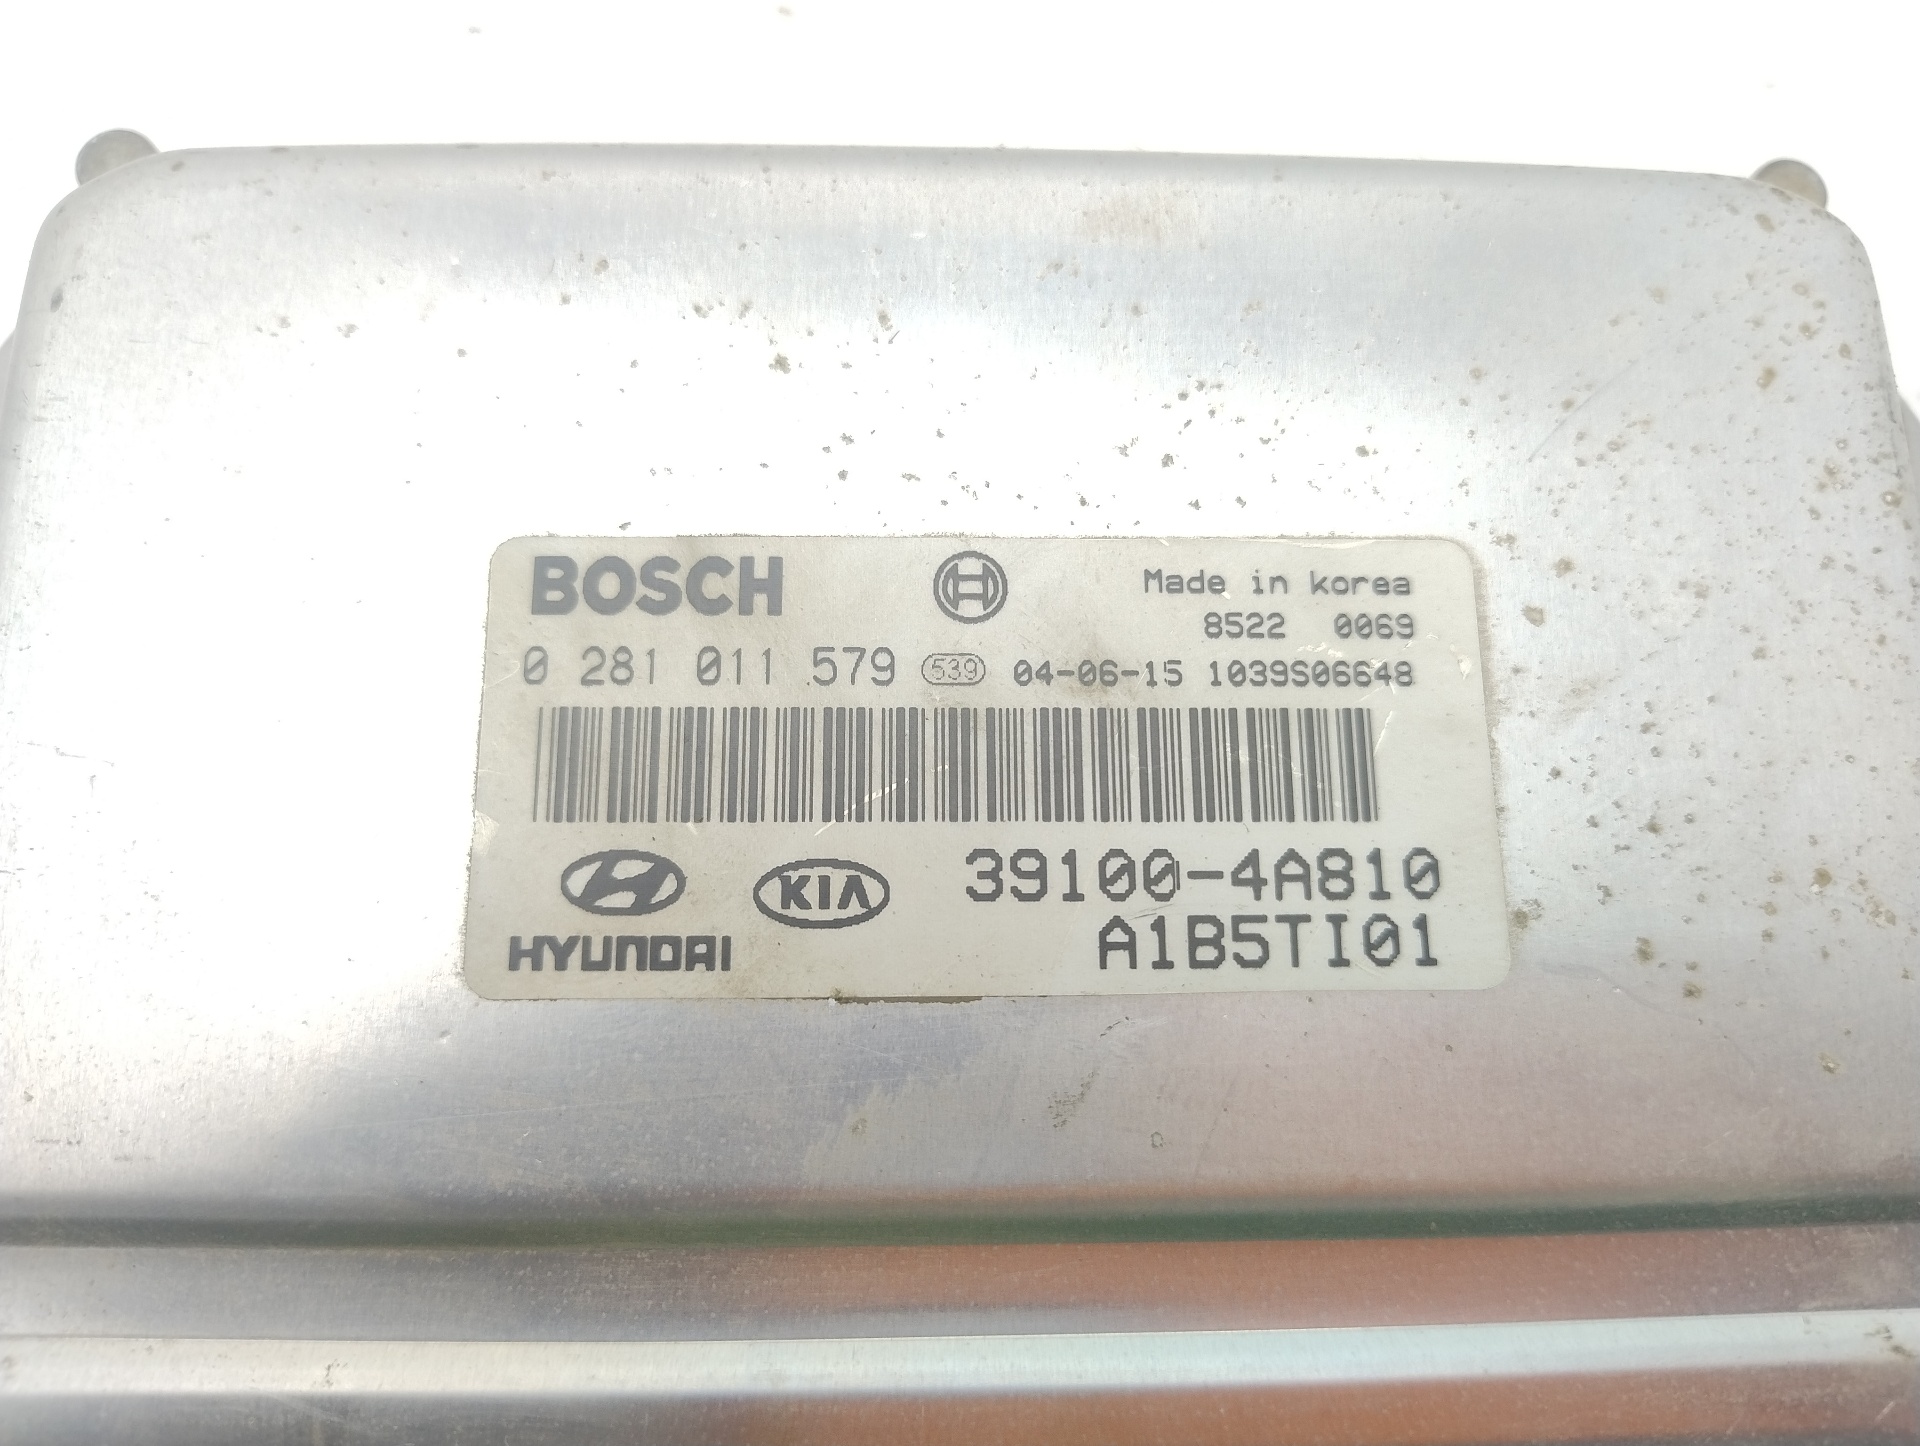 BOSCH
Made in korea
8522 0069
0 281 011 579 539 04-06-15 1039S06648
KIA
39100-4A810
HYUNDAI
A1B5TI01